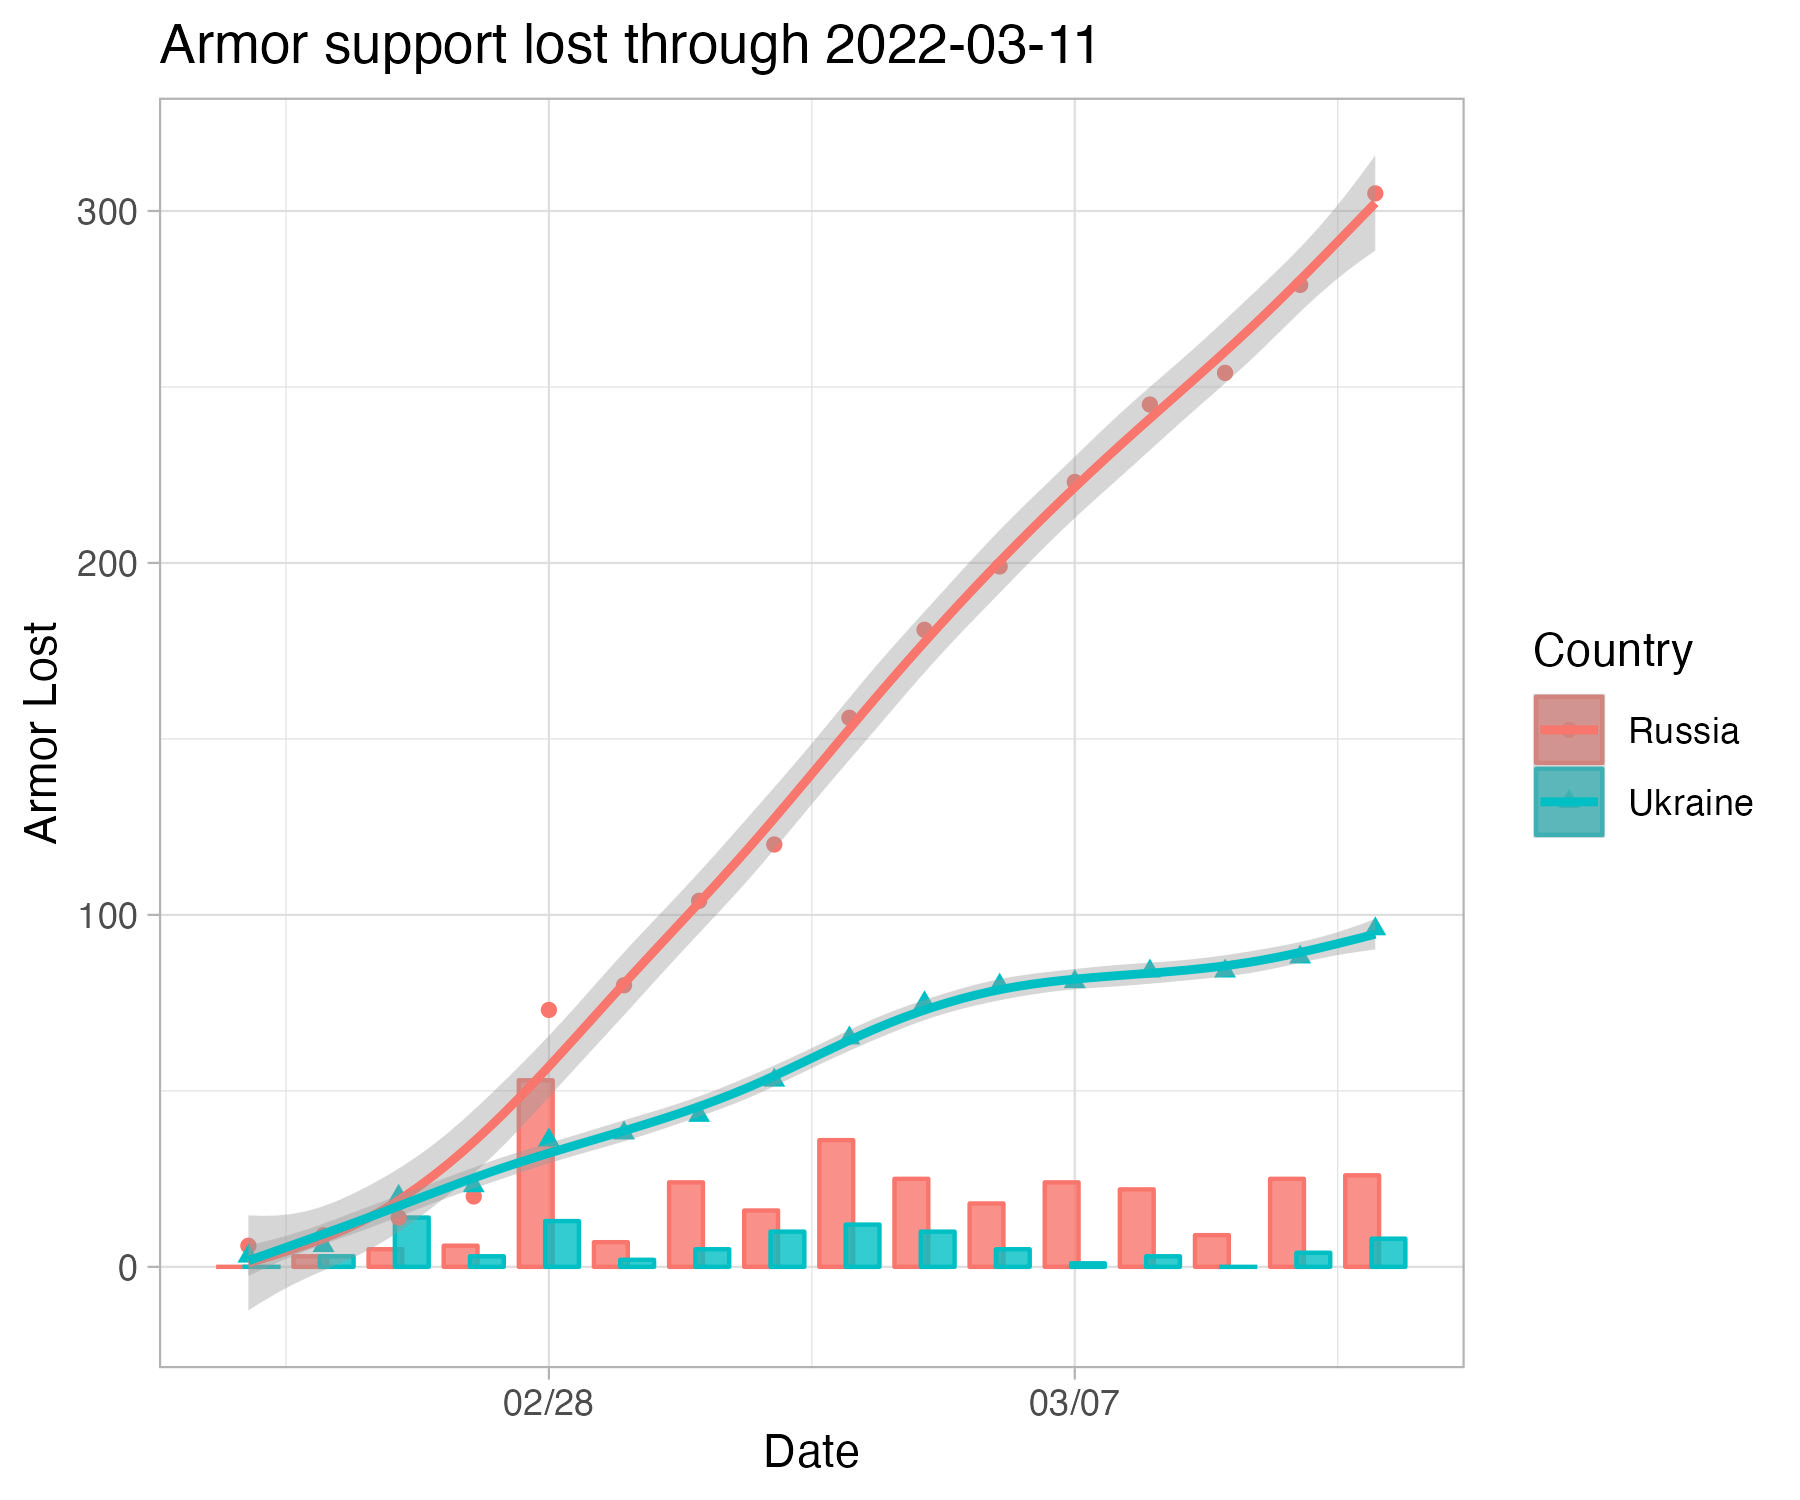 Armor support lost through 2022-03-11
300
200
100
0
Armor Lost
02/28
03/07
Date
Country
Russia
Ukraine